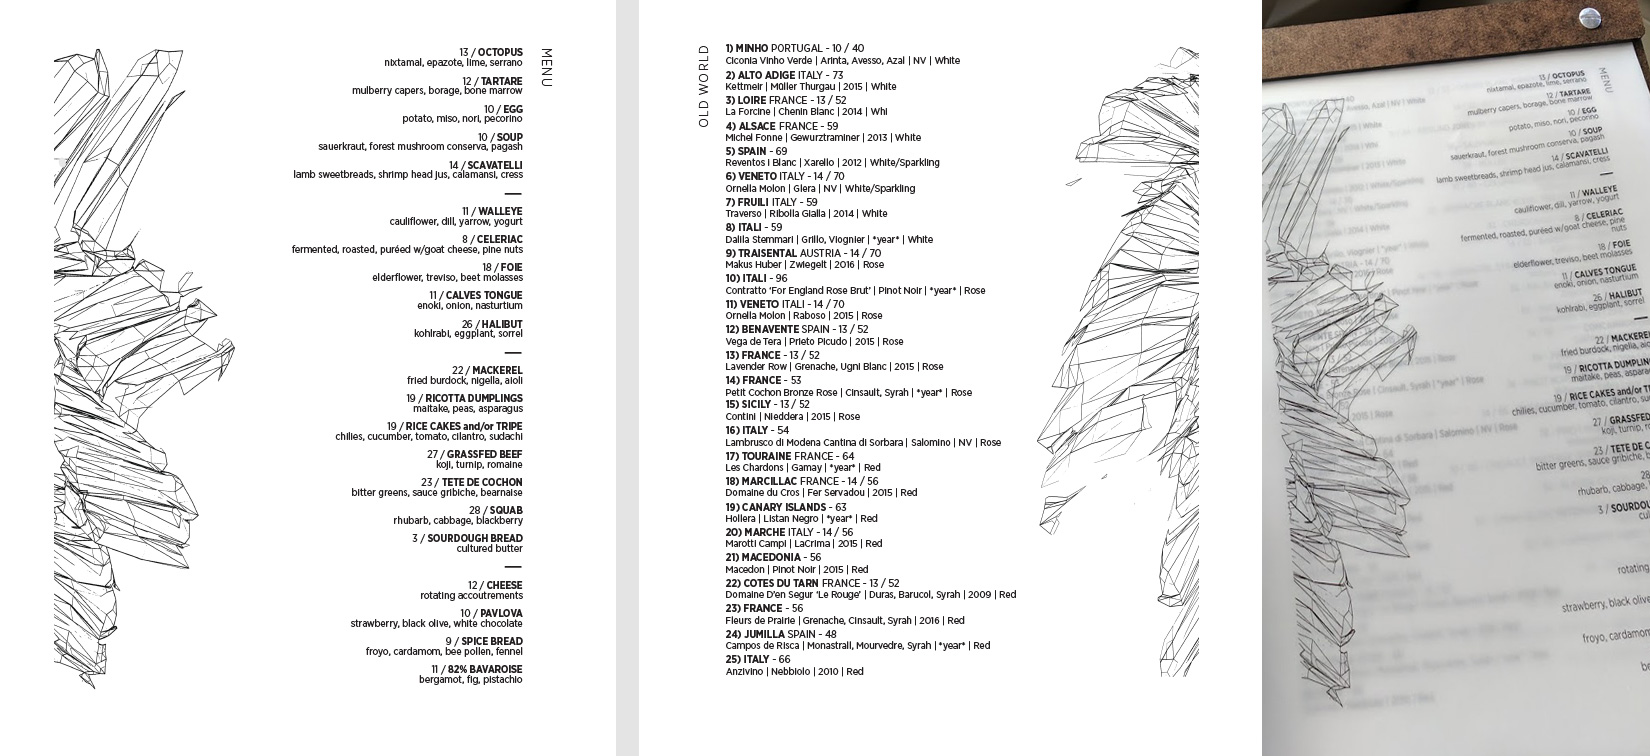 MENU
13 / OCTOPUS
nixtamal, epazote, lime, serrano
12 / TARTARE
mulberry capers, borage, bone marrow
10 / EGG
potato, miso, nori, pecorino
10 / SOUP
sauerkraut, forest mushroom conserva, pagash
14 / SCAVATELLI
lamb sweetbreads, shrimp head jus, calamansi, cress
11 / WALLEYE
cauliflower, dill, yarrow, yogurt
8 / CELERIAC
fermented, roasted, puréed w/goat cheese, pine nuts
18 / FOIE
elderflower, treviso, beet molasses
11 / CALVES TONGUE
enoki, onion, nasturtium
26 / HALIBUT
kohlrabi, eggplant, sorrel
22 / MACKEREL
fried burdock, nigella, aioli
19 / RICOTTA DUMPLINGS
maitake, peas, asparagus
19 / RICE CAKES and/or TRIPE
chilies, cucumber, tomato, cilantro, sudachi
27 / GRASSFED BEEF
koji, turnip, romaine
23 / TETE DE COCHON
bitter greens, sauce gribiche, bearnaise
28 / SQUAB
rhubarb, cabbage, blackberry
3 / SOURDOUGH BREAD
cultured butter
12 / CHEESE
rotating accoutrements
10 / PAVLOVA
strawberry, black olive, white chocolate
9 / SPICE BREAD
froyo, cardamom, bee pollen, fennel
11 / 82% BAVAROISE
bergamot, fig, pistachio
OLD WORLD
1) MINHO PORTUGAL - 10 / 40
Ciconia Vinho Verde | Arinta, Avesso, Azal | NV | White
2) ALTO ADIGE ITALY - 73
Kettmeir | Müller Thurgau | 2015 | White
3) LOIRE FRANCE - 13 / 52
La Forcine | Chenin Blanc | 2014 | Whi
4) ALSACE FRANCE - 59
Michel Fonne | Gewurztraminer | 2013 | White
5) SPAIN - 69
Reventos I Blanc | Xarello | 2012 | White/Sparkling
6) VENETO ITALY - 14 / 70
Ornella Molon | Glera | NV | White/Sparkling
7) FRUILI ITALY - 59
Traverso | Ribolla Gialla | 2014 | White
8) ITALI - 59
Dalila Stemmari | Grillo, Viognier | *year* | White
9) TRAISENTAL AUSTRIA - 14 / 70
Makus Huber | Zwiegelt | 2016 | Rose
10) ITALI - 96
Contratto 'For England Rose Brut' | Pinot Noir | *year* | Rose
11) VENETO ITALI - 14 / 70
Ornella Molon | Raboso | 2015 | Rose
12) BENAVENTE SPAIN - 13 / 52
Vega de Tera | Prieto Picudo | 2015 | Rose
13) FRANCE - 13 / 52
Lavender Row | Grenache, Ugni Blanc | 2015 | Rose
14) FRANCE - 53
Petit Cochon Bronze Rose | Cinsault, Syrah | *year* | Rose
15) SICILY - 13 / 52
Contini | Nieddera | 2015 | Rose
16) ITALY - 54
Lambrusco di Modena Cantina di Sorbara | Salomino | NV | Rose
17) TOURAINE FRANCE - 64
Les Chardons | Gamay | *year* | Red
18) MARCILLAC FRANCE - 14 / 56
Domaine du Cros | Fer Servadou | 2015 | Red
19) CANARY ISLANDS - 63
Hollera | Listan Negro | *year* | Red
20) MARCHE ITALY - 14 / 56
Marotti Campi | LaCrima | 2015 | Red
21) MACEDONIA - 56
Macedon | Pinot Noir | 2015 | Red
22) COTES DU TARN FRANCE - 13 / 52
Domaine D'en Segur 'Le Rouge' | Duras, Barucol, Syrah | 2009 | Red
23) FRANCE - 56
Fleurs de Prairie | Grenache, Cinsault, Syrah | 2016 | Red
24) JUMILLA SPAIN - 48
Campos de Risca | Monastrall, Mourvedre, Syrah | *year* | Red
25) ITALY - 66
Anzivino | Nebbiolo | 2010 | Red
MENU
13 / OCTOPUS
nixtamal, epazote, lime, serrano
12 / TARTARE
mulberry capers, borage, bone marrow
10 / EGG
potato, miso, nori, pecorino
10 / SOUP
sauerkraut, forest mushroom conserva, pagash
14 / SCAVATELLI
lamb sweetbreads, shrimp head jus, calamansi, cress
11 / WALLEYE
cauliflower, dill, yarrow, yogurt
8 / CELERIAC
fermented, roasted, puréed w/goat cheese, pine
nuts
18 / FOIE
elderflower, treviso, beet molasses
11 / CALVES TONGUE
enoki, onion, nasturtium
26 / HALIBUT
kohlrabi, eggplant, sorrel
22 / MACKEREL
fried burdock, nigella, aio
19 / RICOTTA DUMPLING
maitake, peas, aspara
19 / RICE CAKES and/or T
chilies, cucumber, tomato, cilantro, su
27 / GRASSFED
koji, turnip, ro
23 / TETE DE C
bitter greens, sauce gribiche, b
28
rhubarb, cabbage,
3 / SOURDOU
cul
rotating
strawberry, black olive
froyo, cardamom
be